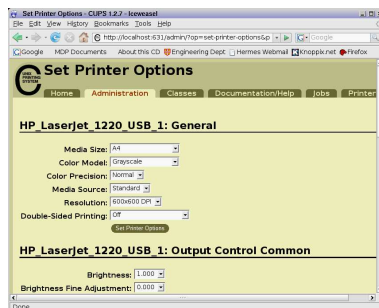 Set Printer Options - CUPS 1.2.7 - Iceweasel
File Edit View History Bookmarks Tools Help
http://localhost:631/admin/?op=set-printer-options&p
Google
Google MDP Documents About this CD Engineering Dept Hermes Webmail Knoppix.net Firefox
UNIX PRINTING SYSTEM
Set Printer Options
Home Administration Classes Documentation/Help Jobs Printer
HP_LaserJet_1220_USB_1: General
Media Size: A4
Color Model: Grayscale
Color Precision: Normal
Media Source: Standard
Resolution: 600x600 DPI
Double-Sided Printing: Off
Set Printer Options
HP_LaserJet_1220_USB_1: Output Control Common
Brightness: 1.000
Brightness Fine Adjustment: 0.000
Done